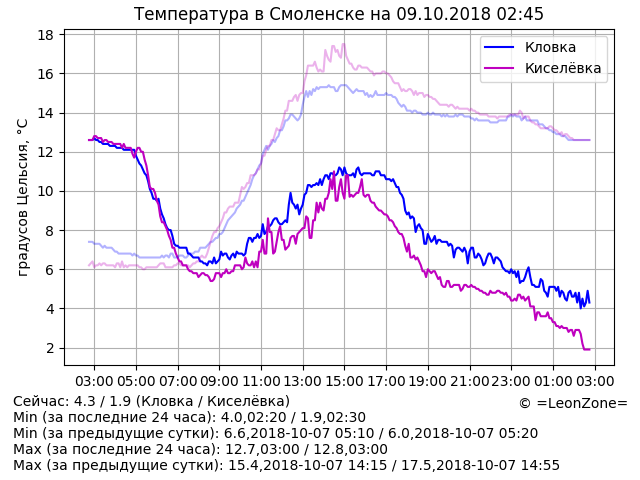 Температура в Смоленске на 09.10.2018 02:45
18
16
14
12
10
8
6
4
2
градусов Цельсия, °C
Кловка
Киселёвка
03:00 05:00 07:00 09:00 11:00 13:00 15:00 17:00 19:00 21:00 23:00 01:00 03:00
Сейчас: 4.3 / 1.9 (Кловка / Киселёвка)
© =LeonZone=
Min (за последние 24 часа): 4.0,02:20 / 1.9,02:30
Min (за предыдущие сутки): 6.6,2018-10-07 05:10 / 6.0,2018-10-07 05:20
Max (за последние 24 часа): 12.7,03:00 / 12.8,03:00
Max (за предыдущие сутки): 15.4,2018-10-07 14:15 / 17.5,2018-10-07 14:55